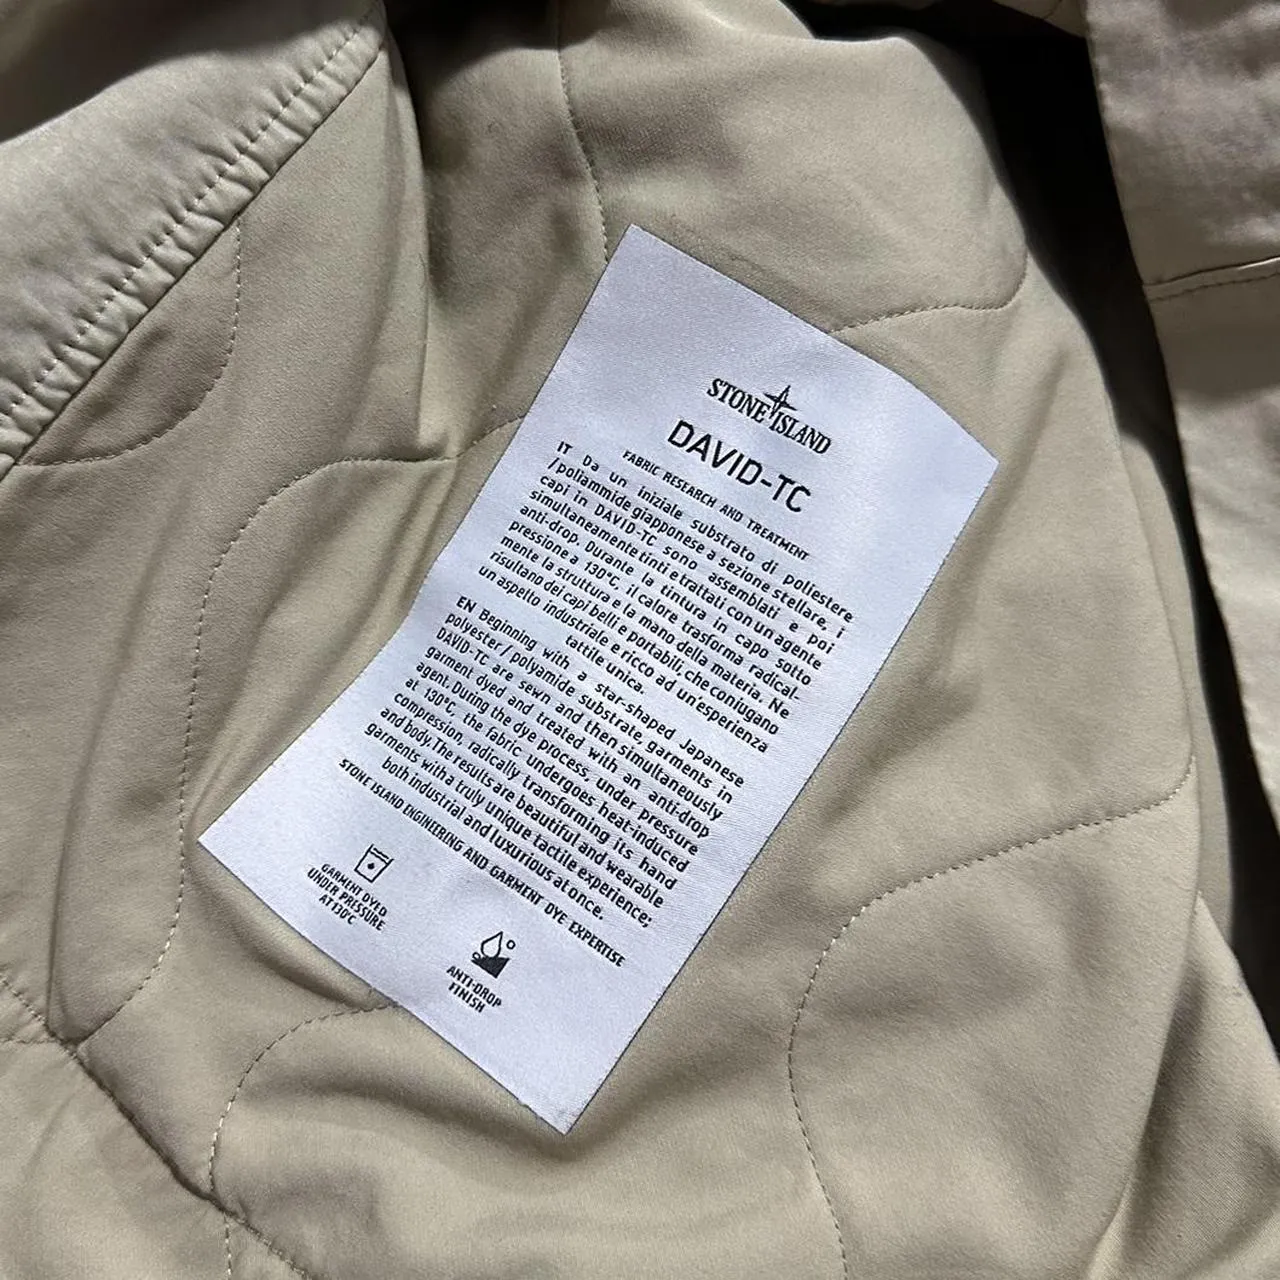 STONE ISLAND
DAVID-TC
FABRIC RESEARCH AND TREATMENT
IT Da un iniziale substrato di poliestere
/poliammide giapponese a sezione stellare, i
capi in DAVID-TC sono assemblati e poi
simultaneamente tinti e trattati con un agente
anti-drop. Durante la tintura in capo sotto
pressione a 130°C, il calore trasforma radical-
mente la struttura e la mano della materia. Ne
risultano dei capi belli e portabili, che coniugano
un aspetto industriale e ricco ad un'esperienza
tattile unica.
EN Beginning with a star-shaped Japanese
polyester/polyamide substrate, garments in
DAVID-TC are sewn and then simultaneously
garment dyed and treated with an anti-drop
agent. During the dye process, under pressure
at 130°C, the fabric undergoes heat-induced
compression, radically transforming its hand
and body. The results are beautiful and wearable
garments with a truly unique tactile experience;
both industrial and luxurious at once.
STONE ISLAND ENGINEERING AND GARMENT DYE EXPERTISE
GARMENT DYED
UNDER PRESSURE
AT 130°C
ANTI-DROP
FINISH